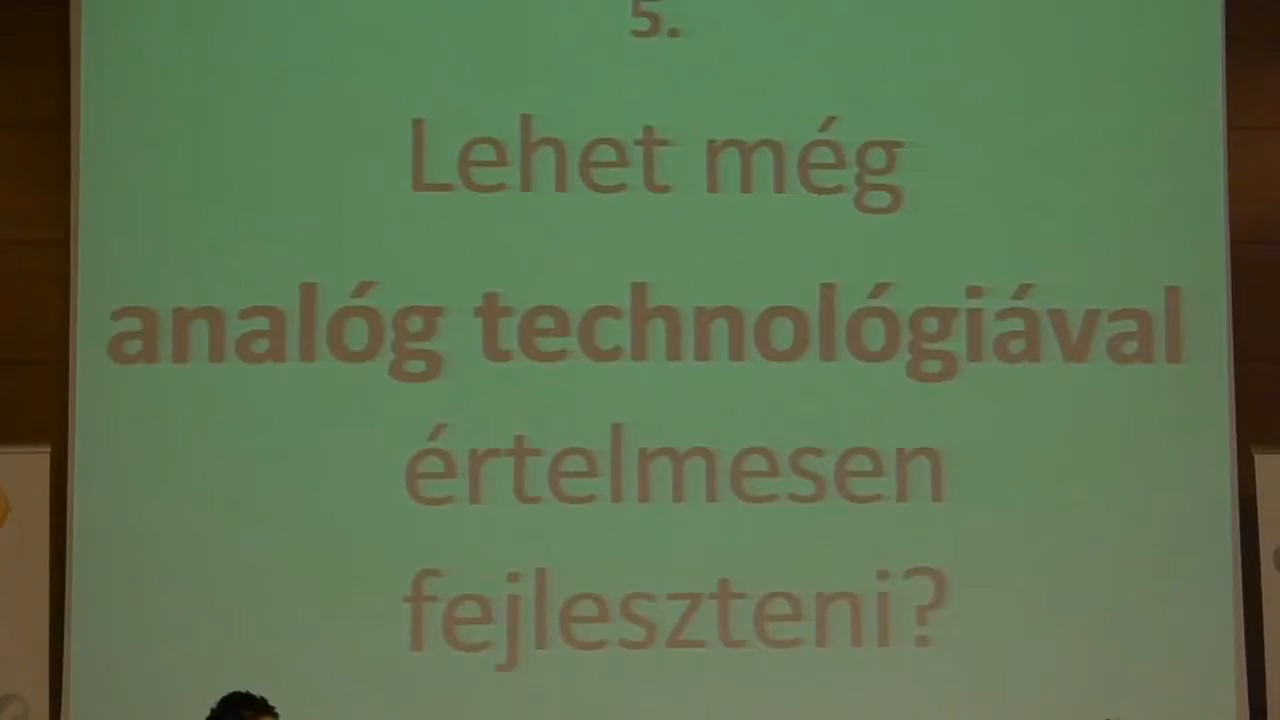 5.
Lehet még
analóg technológiával
értelmesen
fejleszteni?